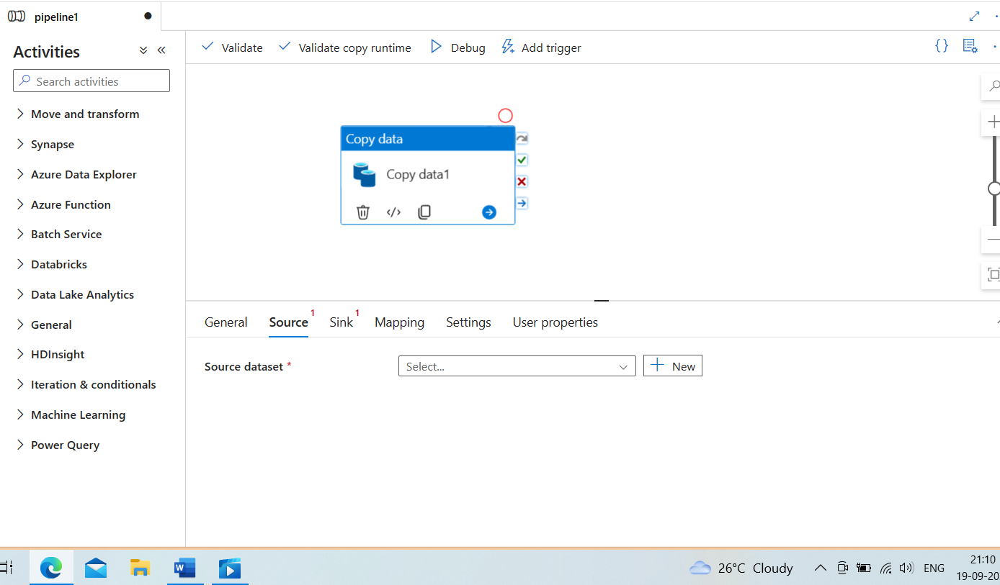 pipeline1
Activities
Search activities
Move and transform
Synapse
Azure Data Explorer
Azure Function
Batch Service
Databricks
Data Lake Analytics
General
HDInsight
Iteration & conditionals
Machine Learning
Power Query
Validate Validate copy runtime Debug Add trigger
Copy data
Copy data1
General Source 1 Sink 1 Mapping Settings User properties
Source dataset * Select... New
26°C Cloudy ENG 21:10
19-09-20